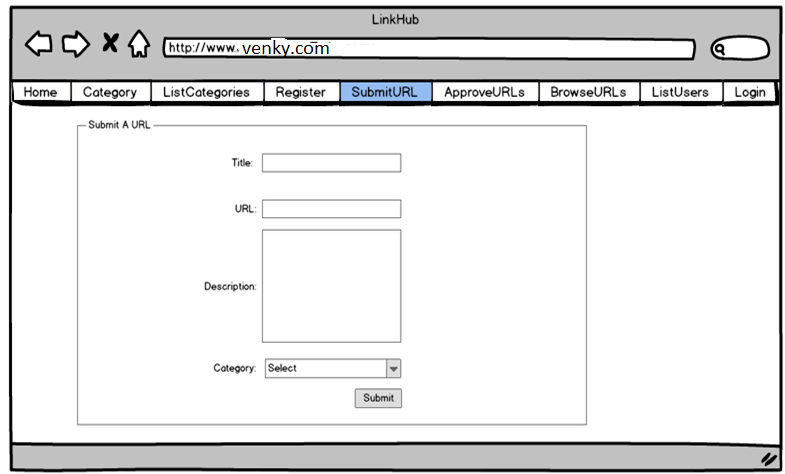 LinkHub
http://www. venky.com
Home Category ListCategories Register SubmitURL ApproveURLs BrowseURLs ListUsers Login
Submit A URL
Title:
URL:
Description:
Category: Select
Submit